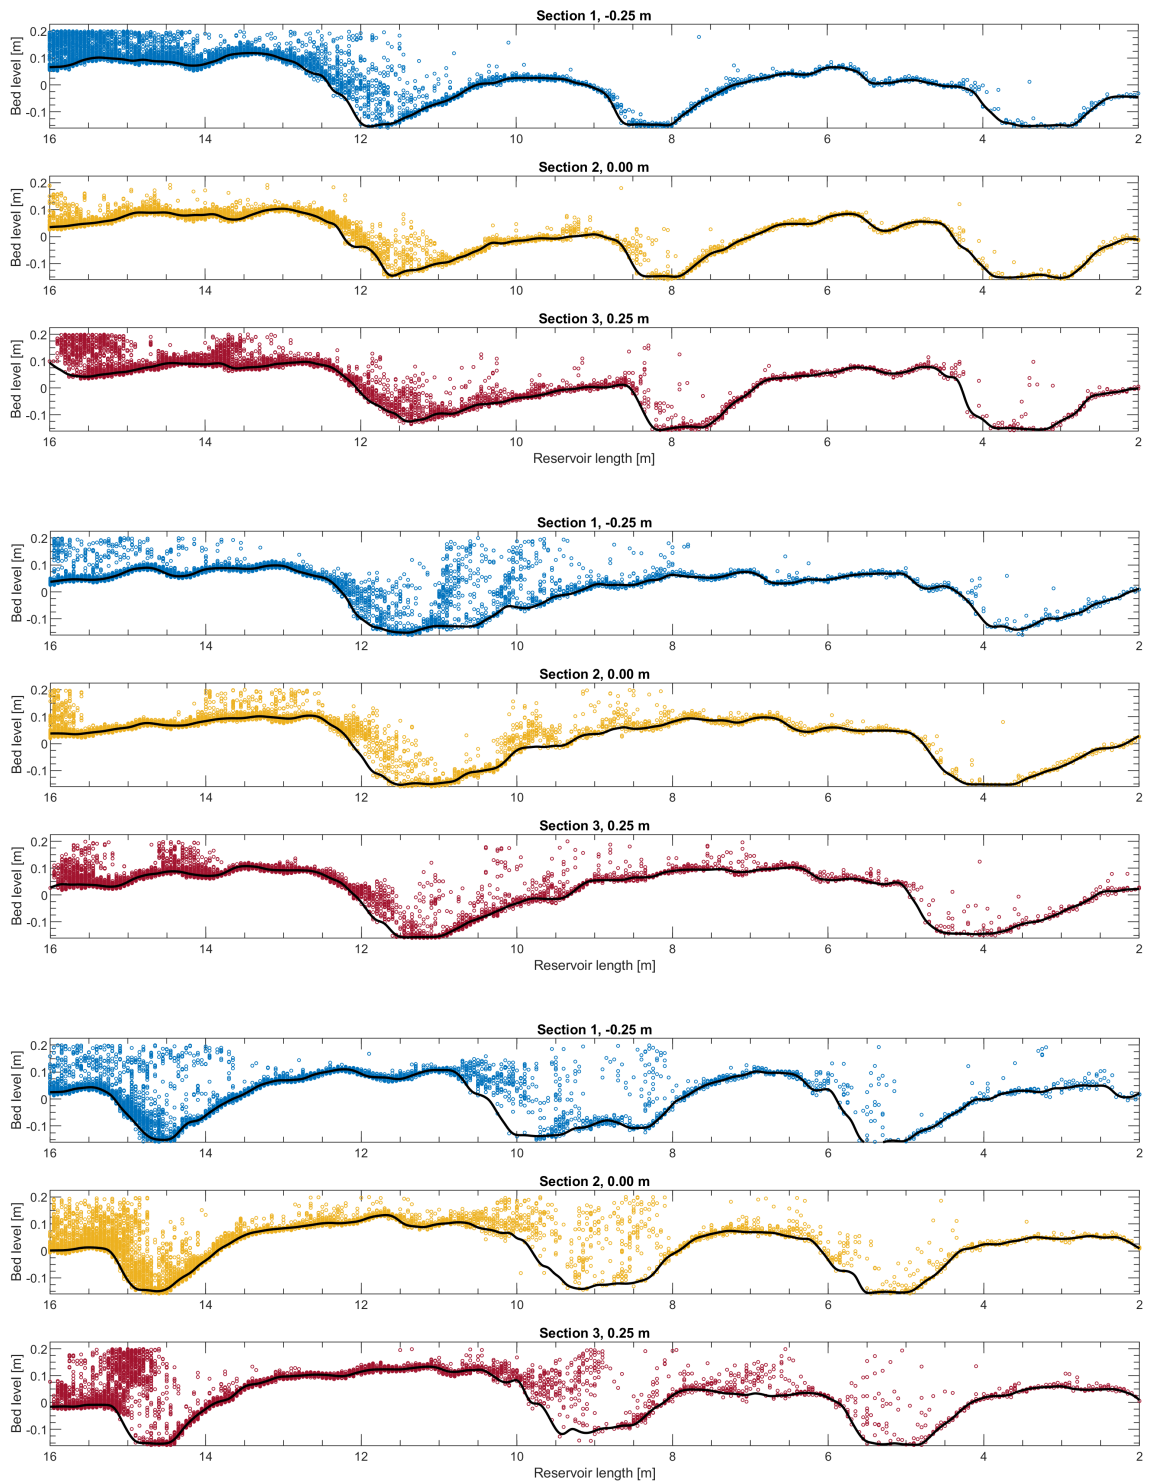 Section 1, -0.25 m
Bed level [m]
0.2
0.1
0
-0.1
16 14 12 10 8 6 4 2
Section 2, 0.00 m
Bed level [m]
0.2
0.1
0
-0.1
16 14 12 10 8 6 4 2
Section 3, 0.25 m
Bed level [m]
0.2
0.1
0
-0.1
16 14 12 10 8 6 4 2
Reservoir length [m]
Section 1, -0.25 m
Bed level [m]
0.2
0.1
0
-0.1
16 14 12 10 8 6 4 2
Section 2, 0.00 m
Bed level [m]
0.2
0.1
0
-0.1
16 14 12 10 8 6 4 2
Section 3, 0.25 m
Bed level [m]
0.2
0.1
0
-0.1
16 14 12 10 8 6 4 2
Reservoir length [m]
Section 1, -0.25 m
Bed level [m]
0.2
0.1
0
-0.1
16 14 12 10 8 6 4 2
Section 2, 0.00 m
Bed level [m]
0.2
0.1
0
-0.1
16 14 12 10 8 6 4 2
Section 3, 0.25 m
Bed level [m]
0.2
0.1
0
-0.1
16 14 12 10 8 6 4 2
Reservoir length [m]